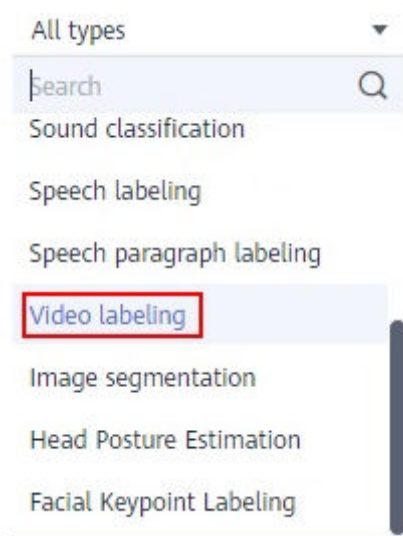 All types
Search
Sound classification
Speech labeling
Speech paragraph labeling
Video labeling
Image segmentation
Head Posture Estimation
Facial Keypoint Labeling